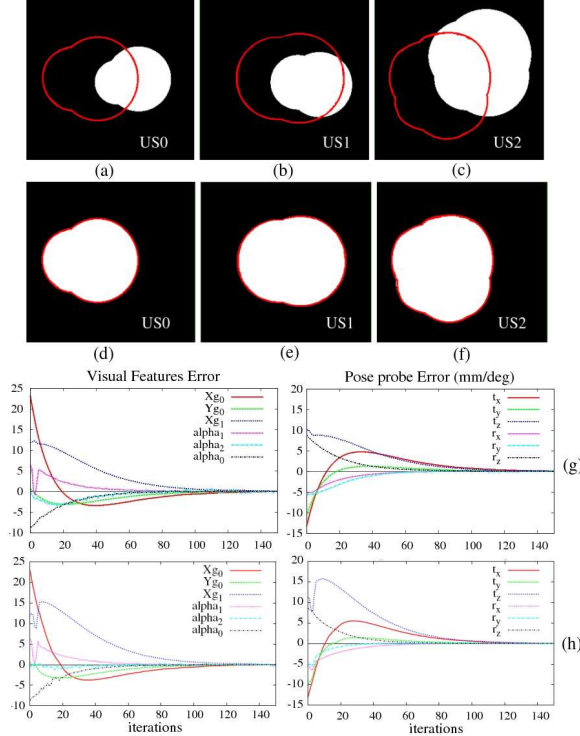 US0
US1
US2
(a)
(b)
(c)
US0
US1
US2
(d)
(e)
(f)
Visual Features Error
25
20
15
10
5
0
-5
-10
0 20 40 60 80 100 120 140
Xg0
Yg0
Xg1
alpha1
alpha2
alpha0
Pose probe Error (mm/deg)
15
10
5
0
-5
-10
-15
0 20 40 60 80 100 120 140
tx
ty
tz
rx
ry
rz
(g)
25
20
15
10
5
0
-5
-10
0 20 40 60 80 100 120 140
Xg0
Yg0
Xg1
alpha1
alpha2
alpha0
iterations
20
15
10
5
0
-5
-10
-15
0 20 40 60 80 100 120 140
tx
ty
tz
rx
ry
rz
iterations
(h)